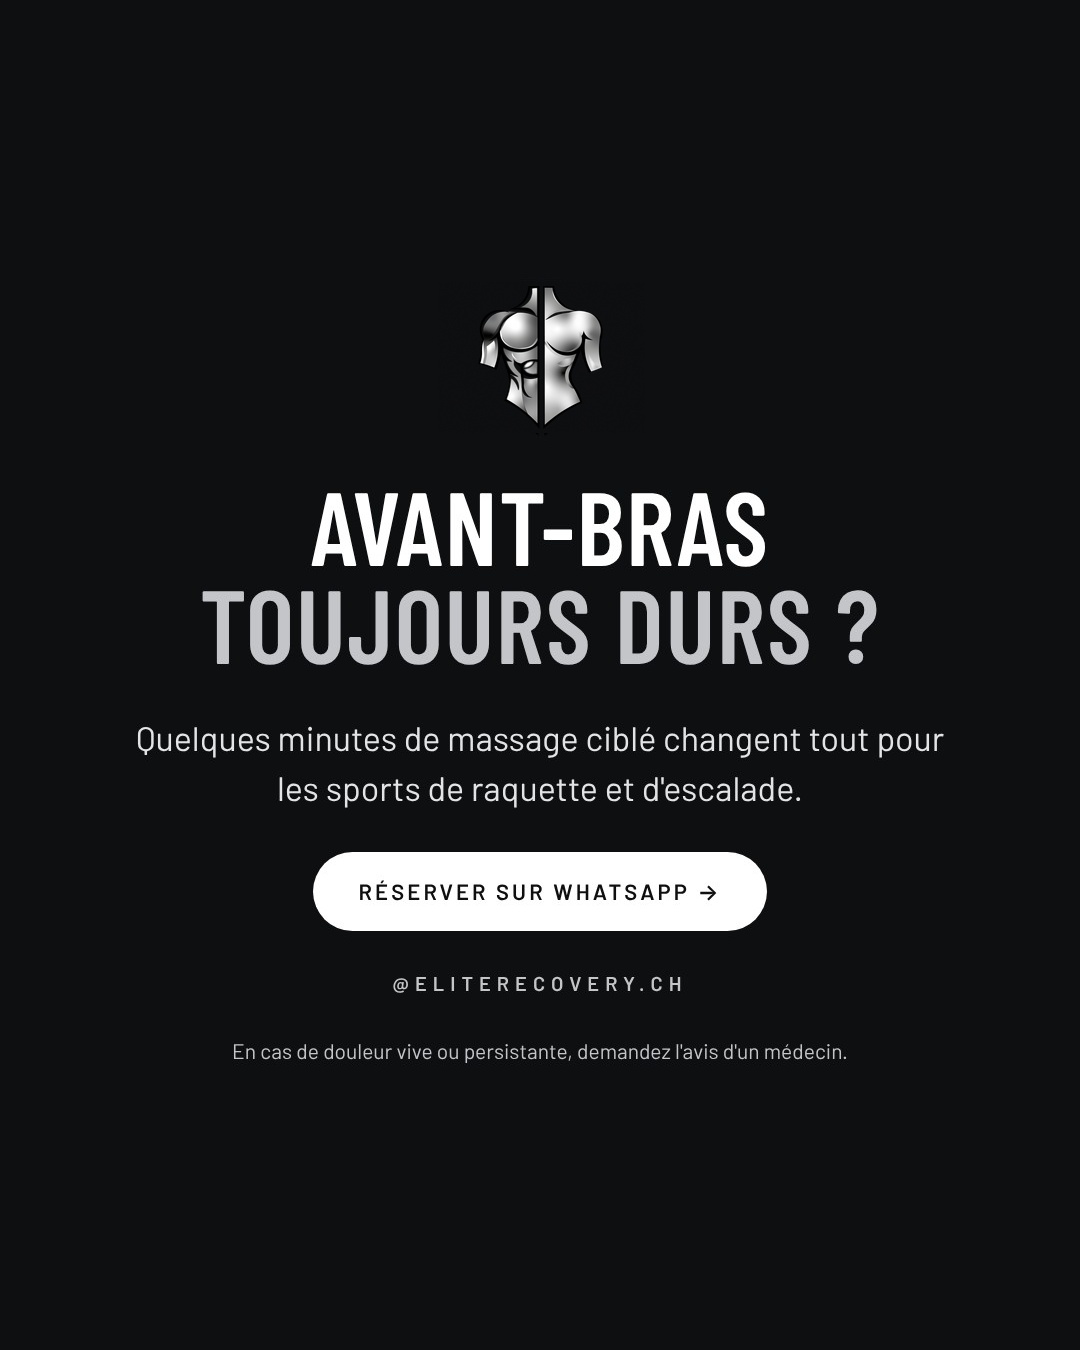 AVANT-BRAS
TOUJOURS DURS ?
Quelques minutes de massage ciblé changent tout pour
les sports de raquette et d'escalade.
RÉSERVER SUR WHATSAPP →
@ELITERECOVERY.CH
En cas de douleur vive ou persistante, demandez l'avis d'un médecin.